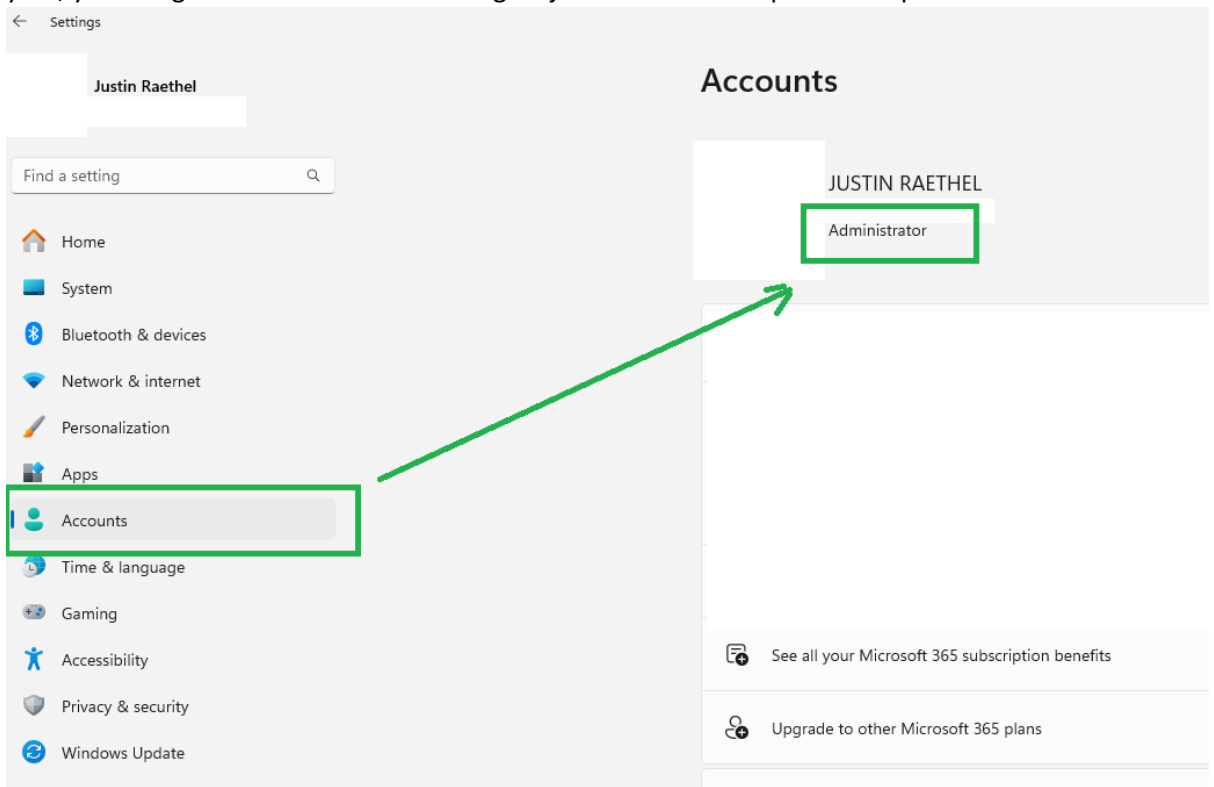 Settings
Justin Raethel
Find a setting
Home
System
Bluetooth & devices
Network & internet
Personalization
Apps
Accounts
Time & language
Gaming
Accessibility
Privacy & security
Windows Update
Accounts
JUSTIN RAETHEL
Administrator
See all your Microsoft 365 subscription benefits
Upgrade to other Microsoft 365 plans